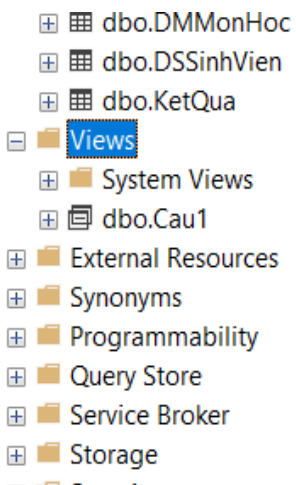 dbo.DMMonHoc
dbo.DSSinhVien
dbo.KetQua
Views
System Views
dbo.Cau1
External Resources
Synonyms
Programmability
Query Store
Service Broker
Storage